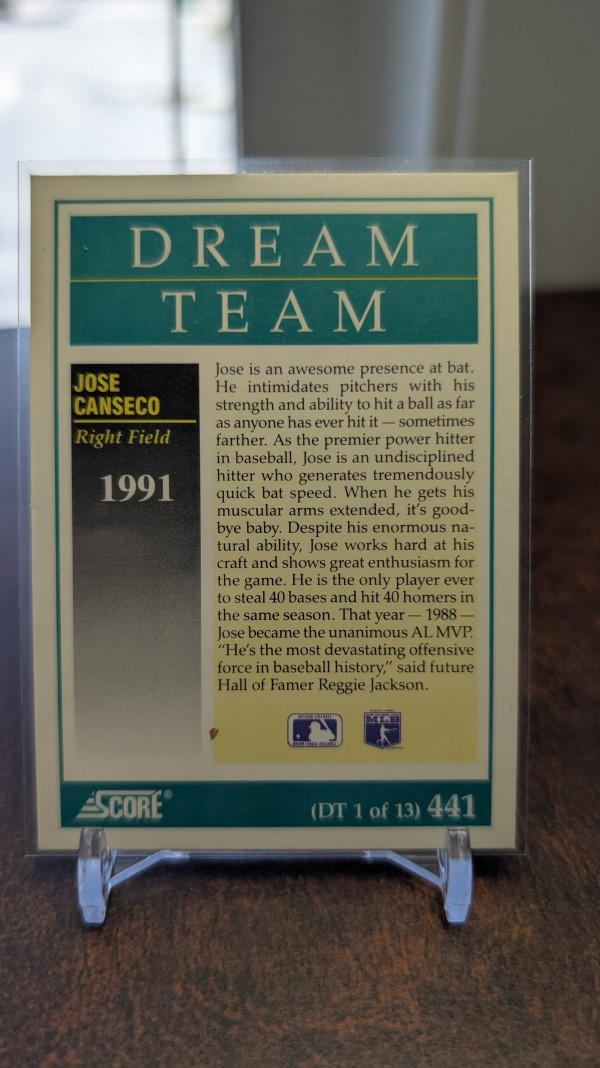 DREAM
TEAM
JOSE
CANSECO
Right Field
1991
Jose is an awesome presence at bat.
He intimidates pitchers with his
strength and ability to hit a ball as far
as anyone has ever hit it — sometimes
farther. As the premier power hitter
in baseball, Jose is an undisciplined
hitter who generates tremendously
quick bat speed. When he gets his
muscular arms extended, it's good-
bye baby. Despite his enormous na-
tural ability, Jose works hard at his
craft and shows great enthusiasm for
the game. He is the only player ever
to steal 40 bases and hit 40 homers in
the same season. That year — 1988 —
Jose became the unanimous AL MVP.
"He's the most devastating offensive
force in baseball history," said future
Hall of Famer Reggie Jackson.
MLB
SCORE®
(DT 1 of 13) 441